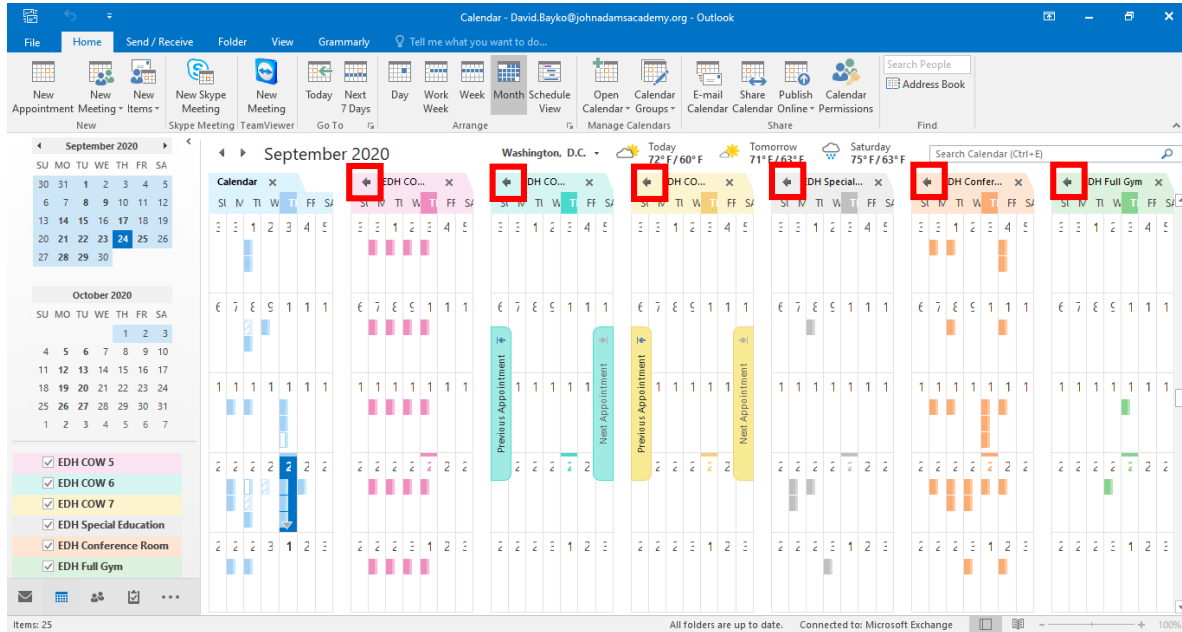 Calendar - David.Bayko@johnadamsacademy.org - Outlook
File Home Send / Receive Folder View Grammarly Tell me what you want to do...
New Appointment
New Meeting
New Items
New
New Skype Meeting
Skype Meeting
New Meeting
TeamViewer
Today
Next 7 Days
Go To
Day
Work Week
Week
Month
Schedule View
Arrange
Open Calendar
Calendar Groups
Manage Calendars
E-mail Calendar
Share Calendar
Publish Online
Calendar Permissions
Share
Search People
Address Book
Find
September 2020
SU MO TU WE TH FR SA
30 31 1 2 3 4 5
6 7 8 9 10 11 12
13 14 15 16 17 18 19
20 21 22 23 24 25 26
27 28 29 30
October 2020
SU MO TU WE TH FR SA
1 2 3
4 5 6 7 8 9 10
11 12 13 14 15 16 17
18 19 20 21 22 23 24
25 26 27 28 29 30 31
1 2 3 4 5 6 7
EDH COW 5
EDH COW 6
EDH COW 7
EDH Special Education
EDH Conference Room
EDH Full Gym
September 2020
Washington, D.C.
Today
72° F / 60° F
Tomorrow
71° F / 63° F
Saturday
75° F / 63° F
Search Calendar (Ctrl+E)
Calendar
EDH CO...
DH CO...
DH CO...
DH Special...
DH Confer...
DH Full Gym
Previous Appointment
Next Appointment
Previous Appointment
Next Appointment
Items: 25
All folders are up to date.
Connected to: Microsoft Exchange
100%